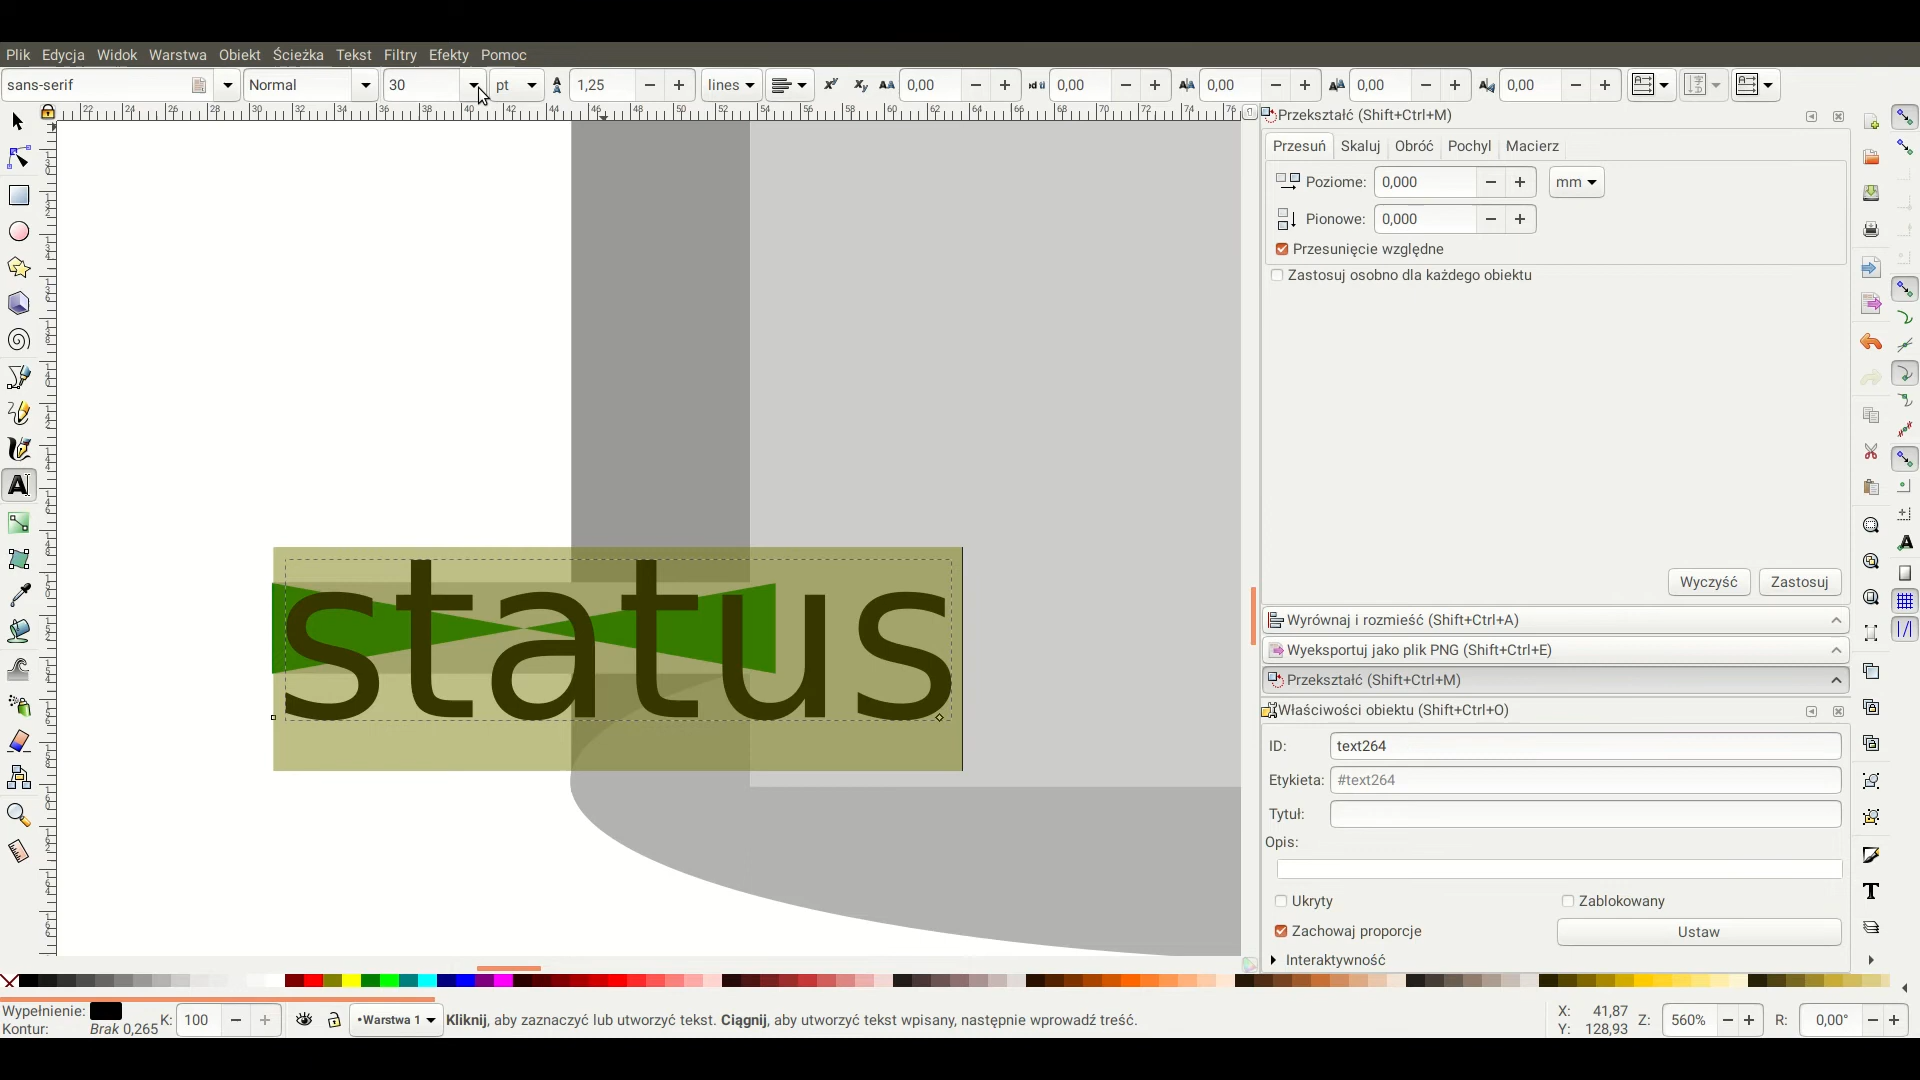 Plik Edycja Widok Warstwa Obiekt Ścieżka Tekst Filtry Efekty Pomoc
sans-serif Normal 30 pt 1,25 lines 0,00 0,00 0,00 0,00 0,00
Przekształć (Shift+Ctrl+M)
Przesuń Skaluj Obróć Pochyl Macierz
Poziome: 0,000 mm
Pionowe: 0,000
Przesunięcie względne
Zastosuj osobno dla każdego obiektu
status
Wyczyść Zastosuj
Wyrównaj i rozmieść (Shift+Ctrl+A)
Wyeksportuj jako plik PNG (Shift+Ctrl+E)
Przekształć (Shift+Ctrl+M)
Właściwości obiektu (Shift+Ctrl+O)
ID: text264
Etykieta: #text264
Tytuł:
Opis:
Ukryty Zablokowany
Zachowaj proporcje Ustaw
Interaktywność
Wypełnienie:
Kontur: Brak 0,265
K: 100 •Warstwa 1 Kliknij, aby zaznaczyć lub utworzyć tekst. Ciągnij, aby utworzyć tekst wpisany, następnie wprowadź treść.
X: 41,87
Y: 128,93
Z: 560% R: 0,00°